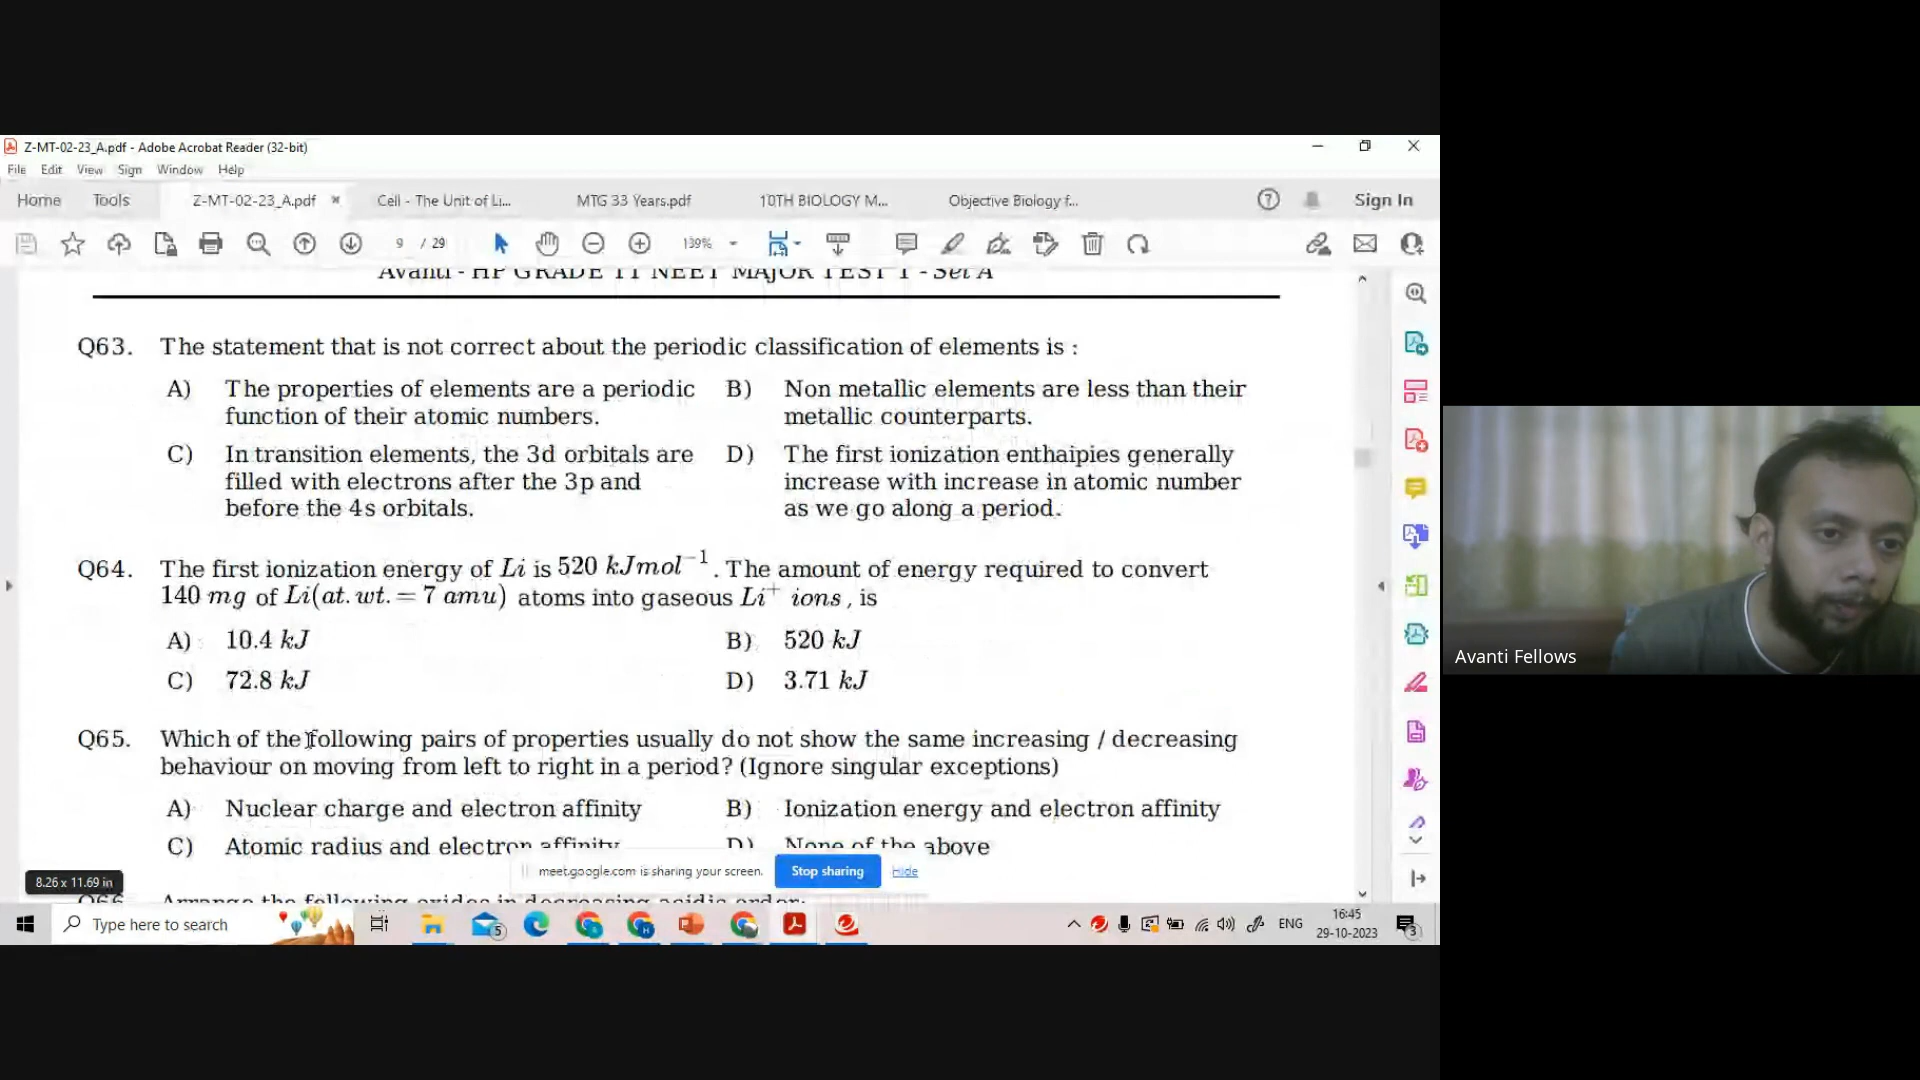 Z-MT-02-23_A.pdf - Adobe Acrobat Reader (32-bit)
File Edit View Sign Window Help
Home Tools Z-MT-02-23_A.pdf Cell - The Unit of Li... MTG 33 Years.pdf 10TH BIOLOGY M... Objective Biology f... Sign In
9 / 29 139%
Avanti - HP GRADE 11 NEET MAJOR TEST 1 - Set A
Q63. The statement that is not correct about the periodic classification of elements is :
A) The properties of elements are a periodic function of their atomic numbers.
B) Non metallic elements are less than their metallic counterparts.
C) In transition elements, the 3d orbitals are filled with electrons after the 3p and before the 4s orbitals.
D) The first ionization enthaipies generally increase with increase in atomic number as we go along a period.
Q64. The first ionization energy of Li is 520 kJmol⁻¹. The amount of energy required to convert
140 mg of Li(at. wt. = 7 amu) atoms into gaseous Li⁺ ions, is
A) 10.4 kJ B) 520 kJ
C) 72.8 kJ D) 3.71 kJ
Q65. Which of the following pairs of properties usually do not show the same increasing / decreasing
behaviour on moving from left to right in a period? (Ignore singular exceptions)
A) Nuclear charge and electron affinity B) Ionization energy and electron affinity
C) Atomic radius and electron affinity D) None of the above
meet.google.com is sharing your screen. Stop sharing Hide
8.26 x 11.69 in
Q66. Arrange the following oxides in decreasing acidic order:
Type here to search 5 ENG 16:45
29-10-2023 3
Avanti Fellows